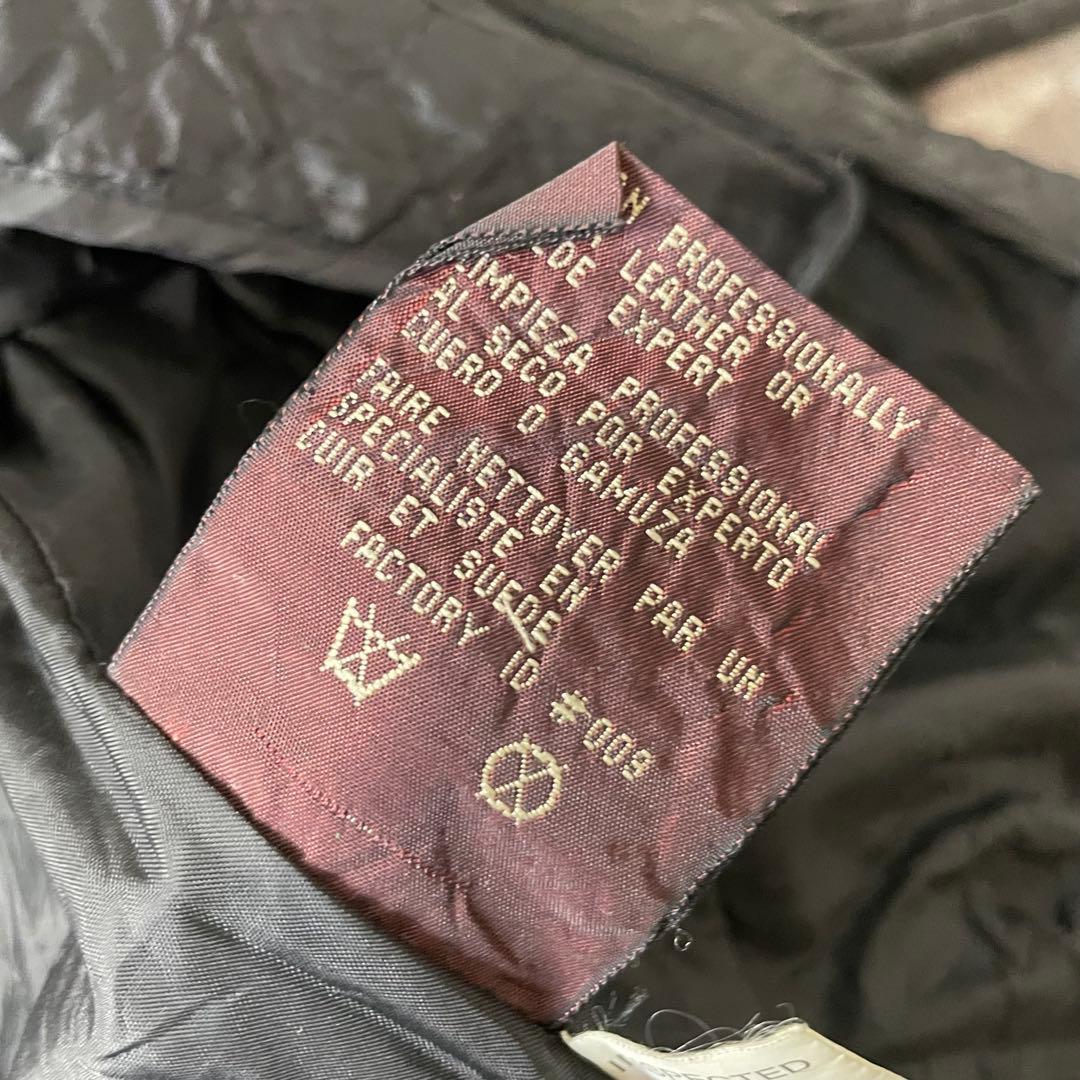 PROFESSIONALLY
LEATHER OR
EXPERT
LIMPIEZA PROFESSIONAL
AL SECO POR EXPERTO
CUERO O GAMUZA
FAIRE NETTOYER PAR UN
SPECIALISTE EN
CUIR ET SUEDE
FACTORY ID #009